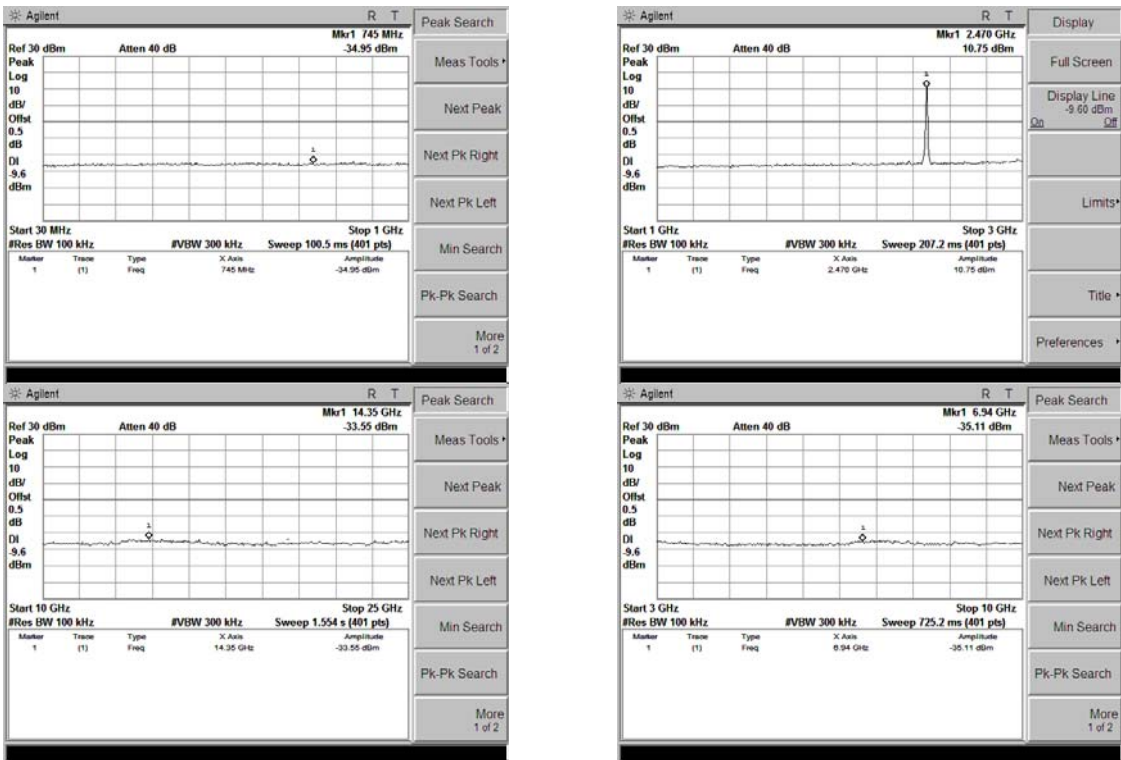 Agilent R T Peak Search
Mkr1 745 MHz
Ref 30 dBm Atten 40 dB -34.95 dBm
Peak
Log
10
dB/
Offst
0.5
dB
DI
-9.6
dBm
1
Start 30 MHz Stop 1 GHz
#Res BW 100 kHz #VBW 300 kHz Sweep 100.5 ms (401 pts)
Marker Trace Type X Axis Amplitude
1 (1) Freq 745 MHz -34.95 dBm
Meas Tools
Next Peak
Next Pk Right
Next Pk Left
Min Search
Pk-Pk Search
More
1 of 2
Agilent R T Display
Mkr1 2.470 GHz
Ref 30 dBm Atten 40 dB 10.75 dBm
Peak
Log
10
dB/
Offst
0.5
dB
DI
-9.6
dBm
1
Start 1 GHz Stop 3 GHz
#Res BW 100 kHz #VBW 300 kHz Sweep 207.2 ms (401 pts)
Marker Trace Type X Axis Amplitude
1 (1) Freq 2.470 GHz 10.75 dBm
Full Screen
Display Line
-9.60 dBm
On Off
Limits
Title
Preferences
Agilent R T Peak Search
Mkr1 14.35 GHz
Ref 30 dBm Atten 40 dB -33.55 dBm
Peak
Log
10
dB/
Offst
0.5
dB
DI
-9.6
dBm
1
Start 10 GHz Stop 25 GHz
#Res BW 100 kHz #VBW 300 kHz Sweep 1.554 s (401 pts)
Marker Trace Type X Axis Amplitude
1 (1) Freq 14.35 GHz -33.55 dBm
Meas Tools
Next Peak
Next Pk Right
Next Pk Left
Min Search
Pk-Pk Search
More
1 of 2
Agilent R T Peak Search
Mkr1 6.94 GHz
Ref 30 dBm Atten 40 dB -35.11 dBm
Peak
Log
10
dB/
Offst
0.5
dB
DI
-9.6
dBm
1
Start 3 GHz Stop 10 GHz
#Res BW 100 kHz #VBW 300 kHz Sweep 725.2 ms (401 pts)
Marker Trace Type X Axis Amplitude
1 (1) Freq 6.94 GHz -35.11 dBm
Meas Tools
Next Peak
Next Pk Right
Next Pk Left
Min Search
Pk-Pk Search
More
1 of 2